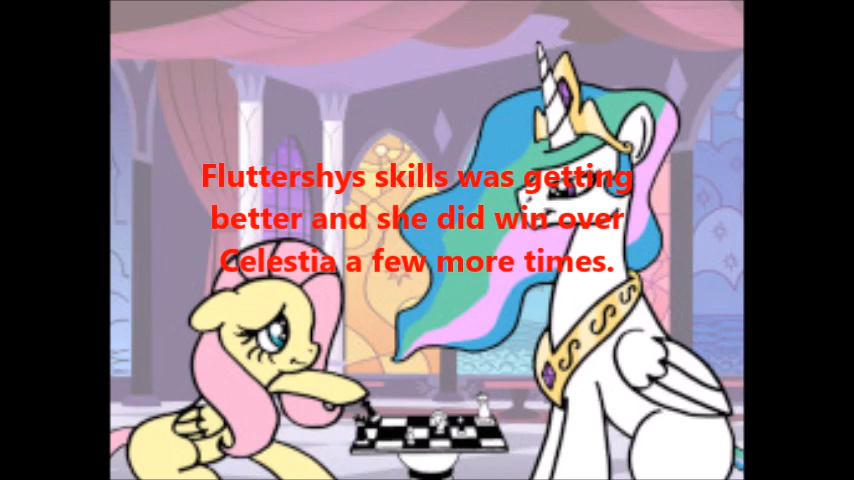 Fluttershys skills was getting
better and she did win over
Celestia a few more times.